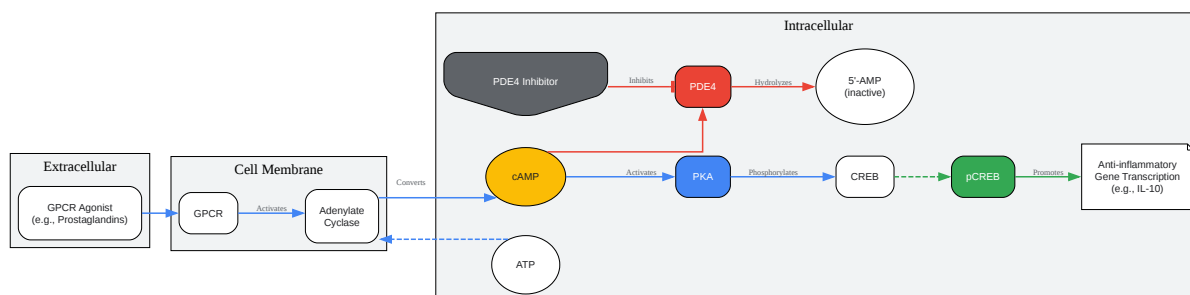 Intracellular
PDE4 Inhibitor
Inhibits
PDE4
Hydrolyzes
5'-AMP
(inactive)
Extracellular
GPCR Agonist
(e.g., Prostaglandins)
Cell Membrane
GPCR
Activates
Adenylate
Cyclase
Converts
cAMP
Activates
PKA
Phosphorylates
CREB
pCREB
Promotes
Anti-inflammatory
Gene Transcription
(e.g., IL-10)
ATP